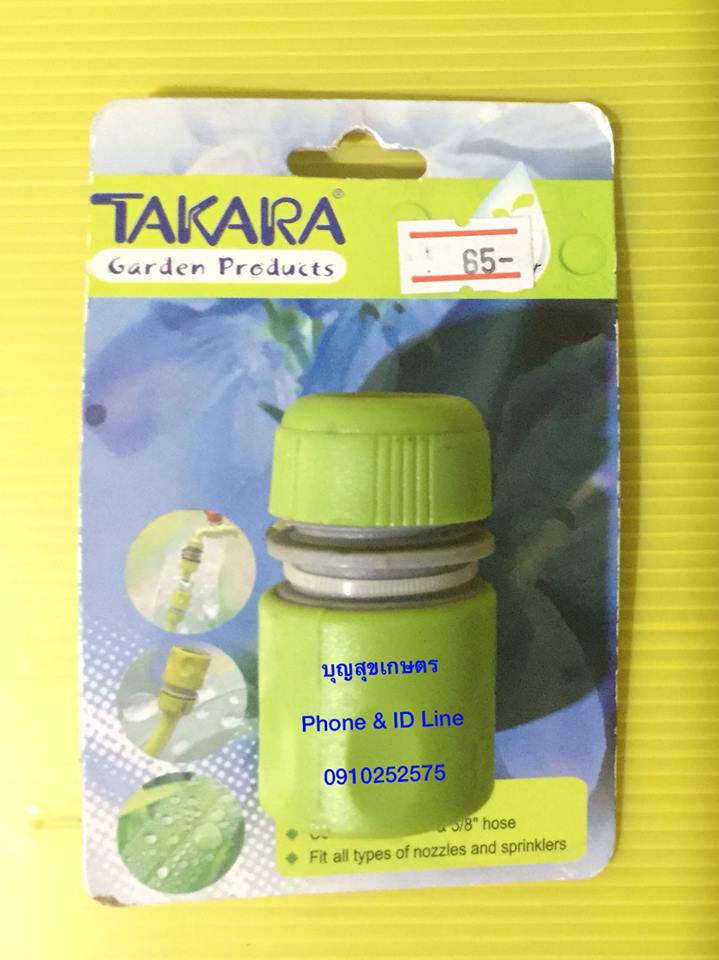 TAKARA®
Garden Products
65-
บุญสุขเกษตร
Phone & ID Line
0910252575
& 5/8" hose
Fit all types of nozzles and sprinklers